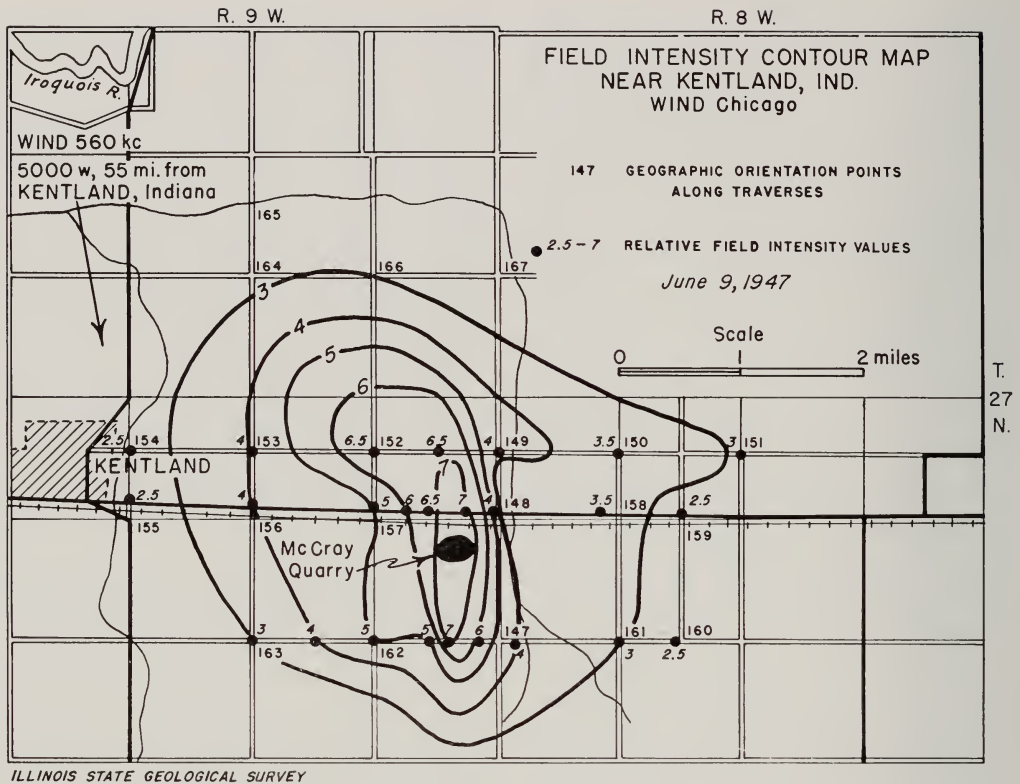 R. 9 W.
R. 8 W.
FIELD INTENSITY CONTOUR MAP
NEAR KENTLAND, IND.
WIND Chicago
Iroquois R.
WIND 560 kc
5000 w, 55 mi. from
KENTLAND, Indiana
147 GEOGRAPHIC ORIENTATION POINTS
ALONG TRAVERSES
2.5-7 RELATIVE FIELD INTENSITY VALUES
June 9, 1947
Scale
0 1 2 miles
T.
27
N.
165
164 166 167
3
4
5
6
2.5 154 4 153 6.5 152 6.5 4 149 3.5 150 3 151
KENTLAND
7
2.5 4 5 6 6.5 7 4 148 3.5 158 2.5
155 156 157 159
McCray
Quarry
3 4 5 5 7 6 147 161 160
163 162 4 3 2.5
ILLINOIS STATE GEOLOGICAL SURVEY